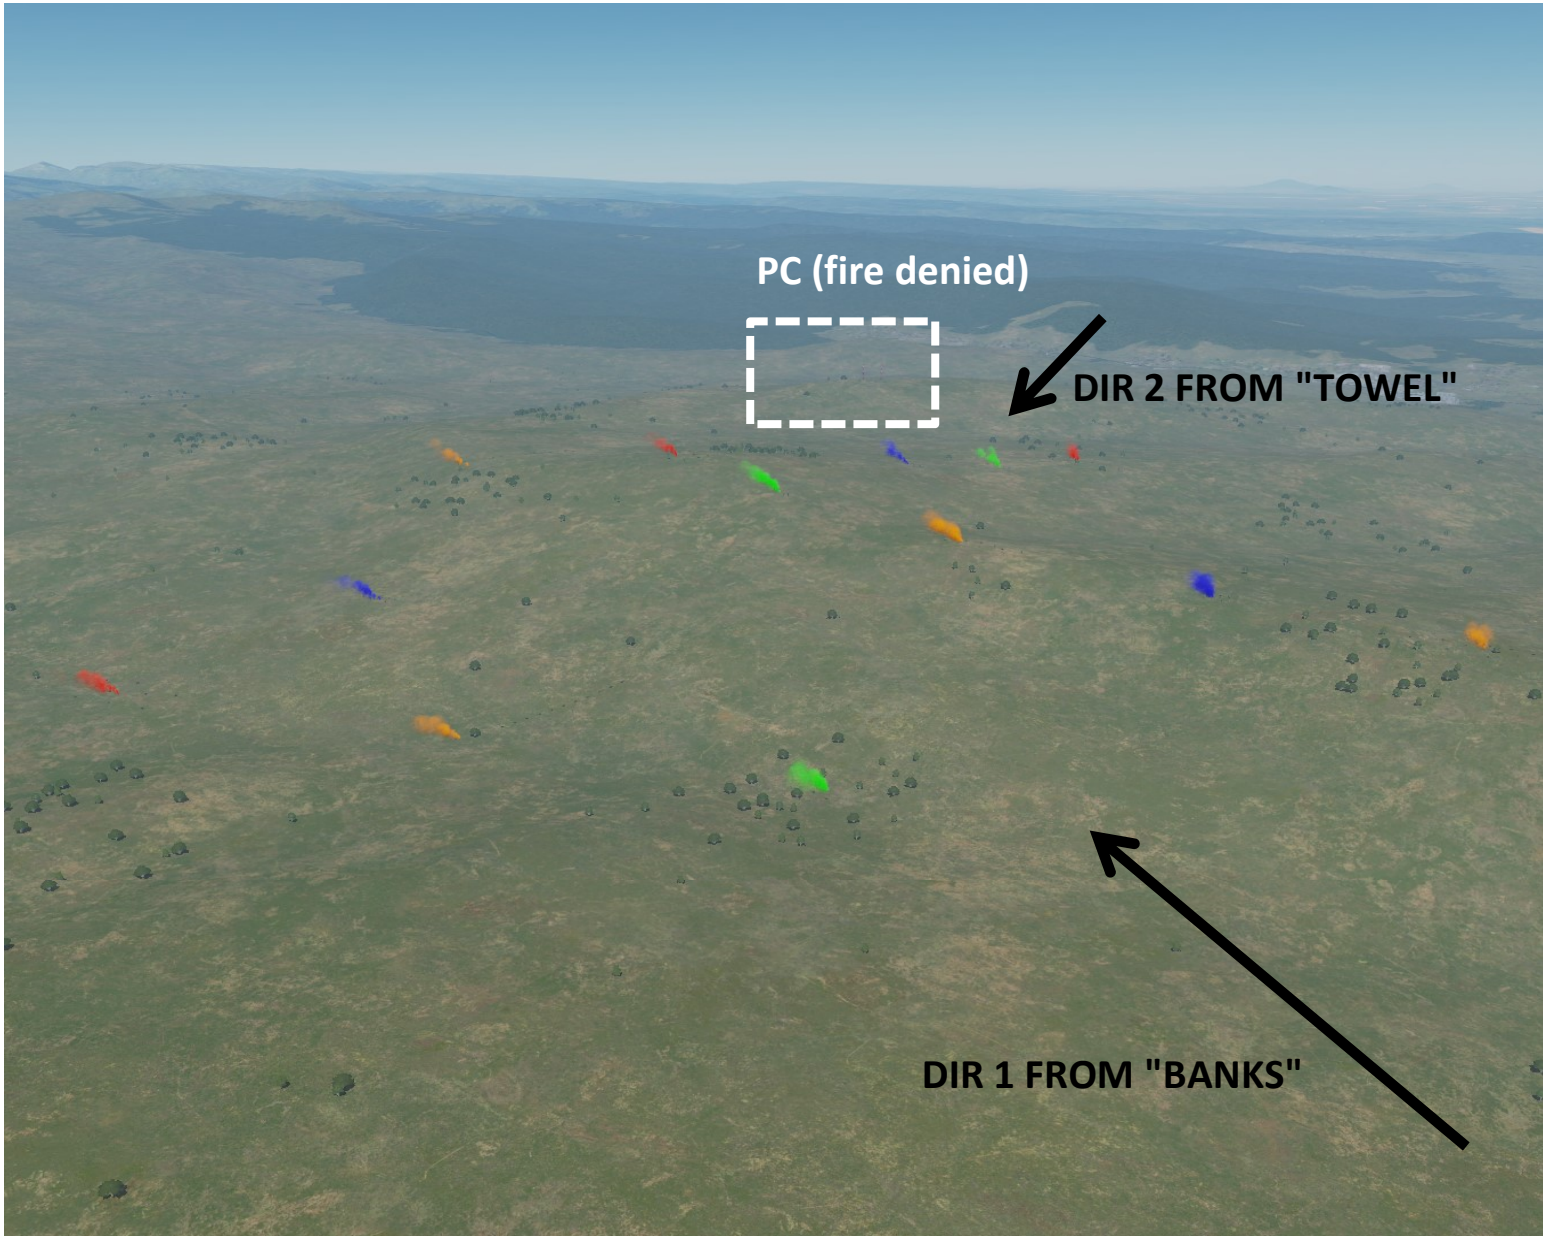 PC (fire denied)
DIR 2 FROM "TOWEL"
DIR 1 FROM "BANKS"